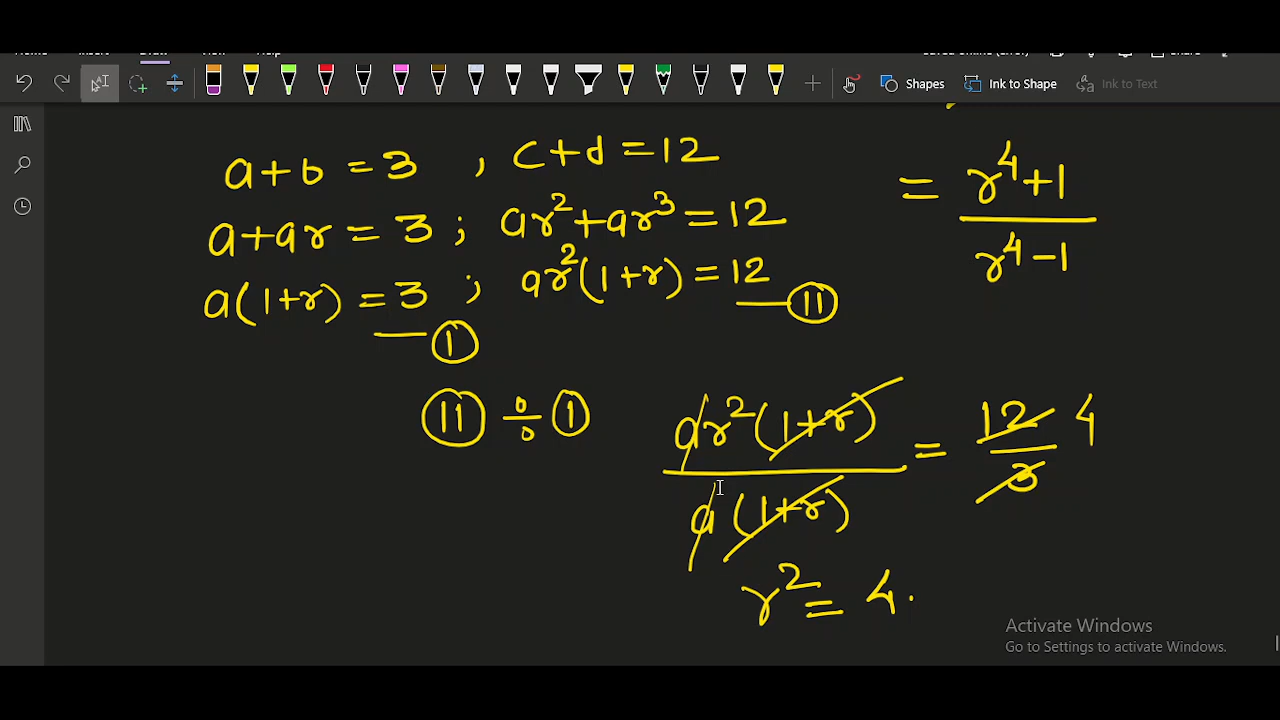 Shapes Ink to Shape Ink to Text
a+b = 3 , c+d = 12
a+ar = 3 ; ar²+ar³ = 12
a(1+r) = 3 ; ar²(1+r) = 12
—①
—⑪
= r⁴+1 / r⁴-1
⑪ ÷ ①
ar²(1+r) / a(1+r) = 12 / 3 4
r² = 4.
Activate Windows
Go to Settings to activate Windows.